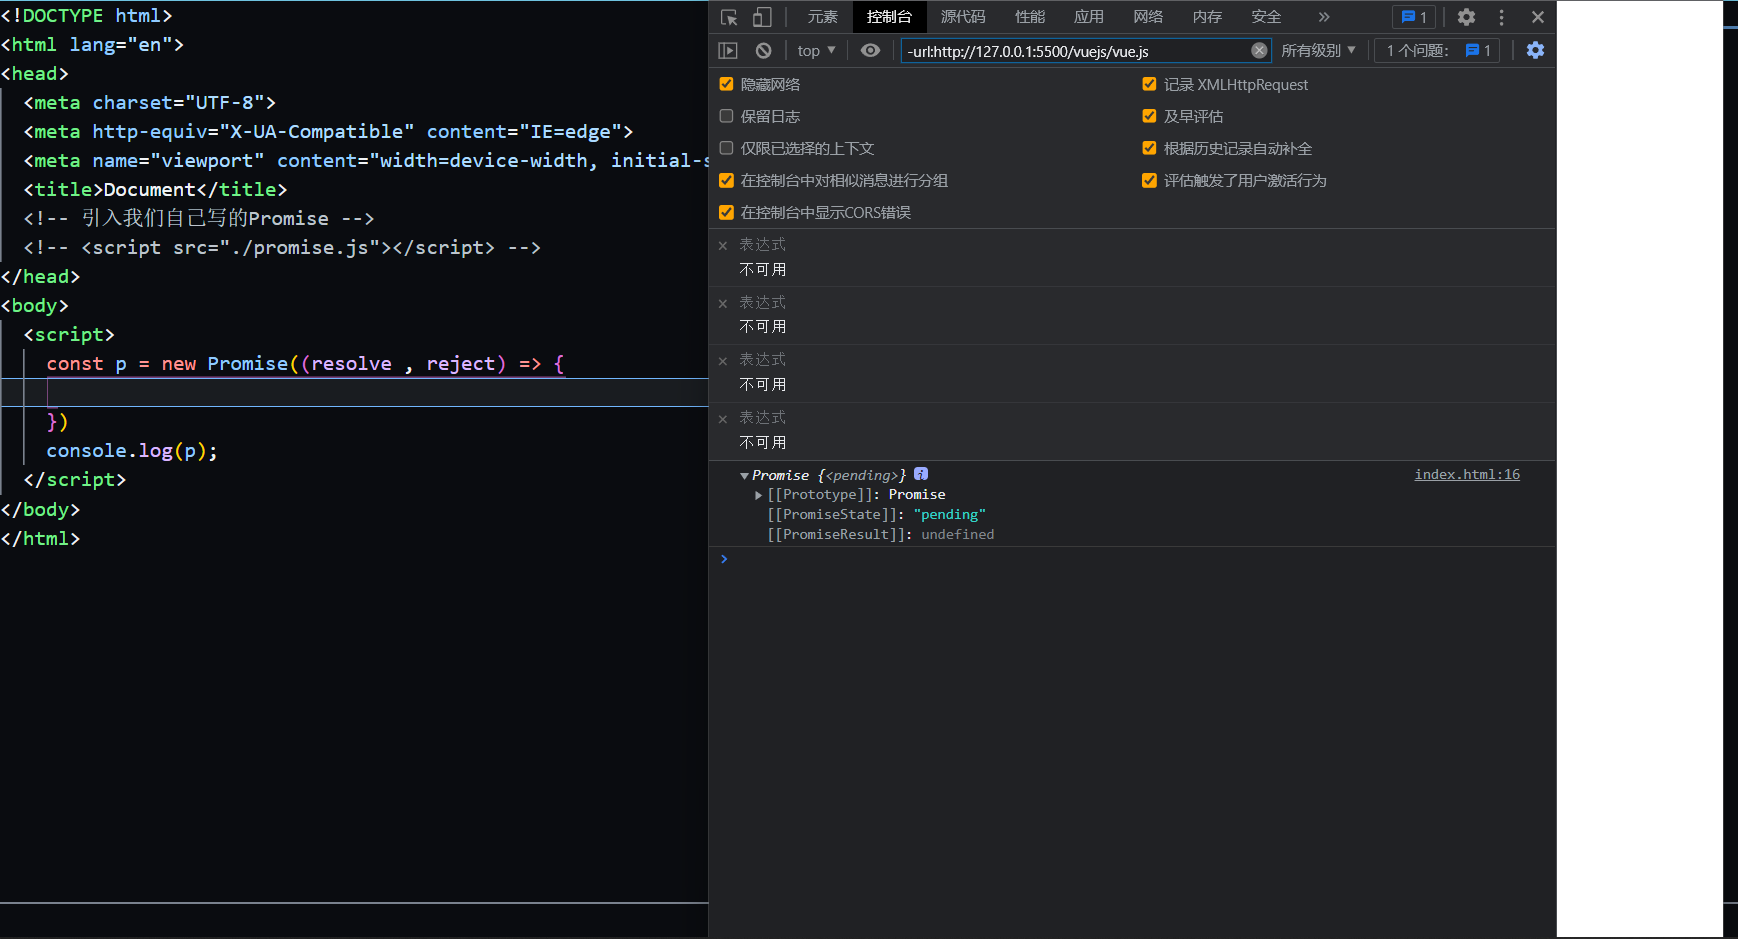 <!DOCTYPE html>
<html lang="en">
<head>
<meta charset="UTF-8">
<meta http-equiv="X-UA-Compatible" content="IE=edge">
<meta name="viewport" content="width=device-width, initial-s
<title>Document</title>
<!-- 引入我们自己写的Promise -->
<!-- <script src="./promise.js"></script> -->
</head>
<body>
<script>
const p = new Promise((resolve , reject) => {
})
console.log(p);
</script>
</body>
</html>
元素 控制台 源代码 性能 应用 网络 内存 安全 » 1
top ▼ -url:http://127.0.0.1:5500/vuejs/vue.js 所有级别 ▼ 1 个问题: 1
隐藏网络 记录 XMLHttpRequest
保留日志 及早评估
仅限已选择的上下文 根据历史记录自动补全
在控制台中对相似消息进行分组 评估触发了用户激活行为
在控制台中显示CORS错误
表达式
不可用
表达式
不可用
表达式
不可用
表达式
不可用
Promise {<pending>} i index.html:16
[[Prototype]]: Promise
[[PromiseState]]: "pending"
[[PromiseResult]]: undefined